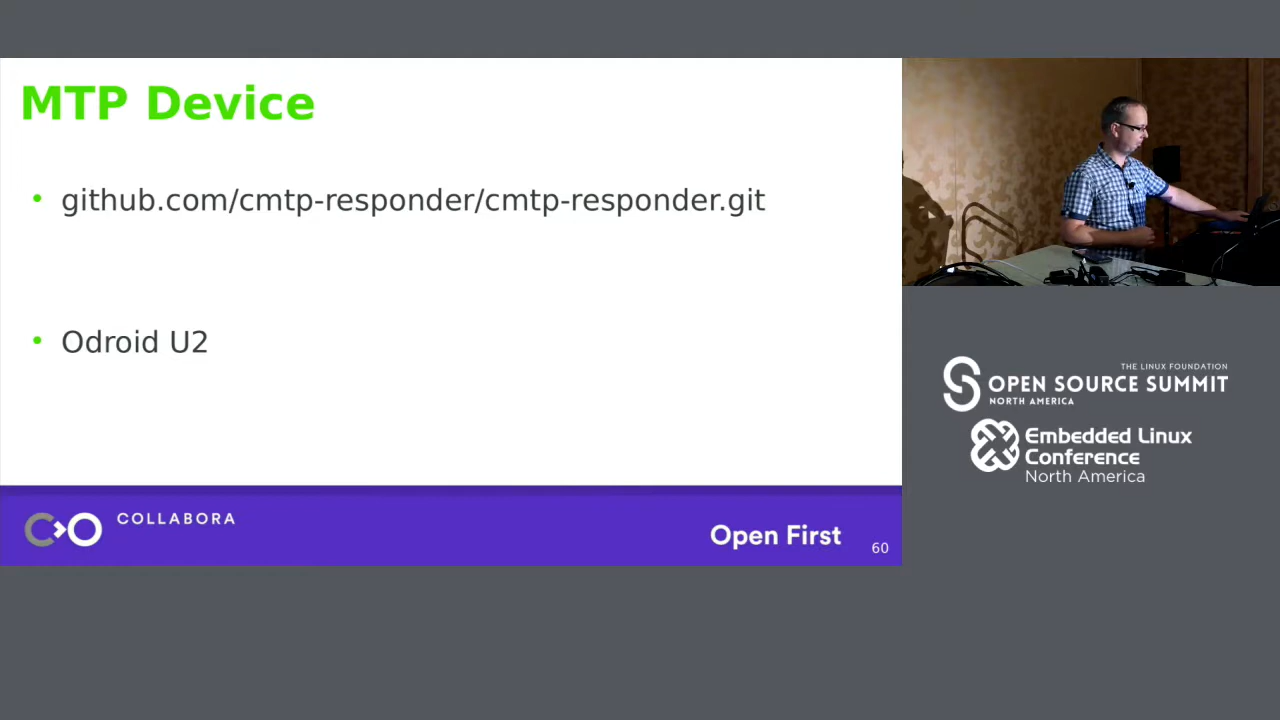 MTP Device
• github.com/cmtp-responder/cmtp-responder.git
• Odroid U2
COLLABORA
Open First
60
THE LINUX FOUNDATION
OPEN SOURCE SUMMIT
NORTH AMERICA
Embedded Linux
Conference
North America